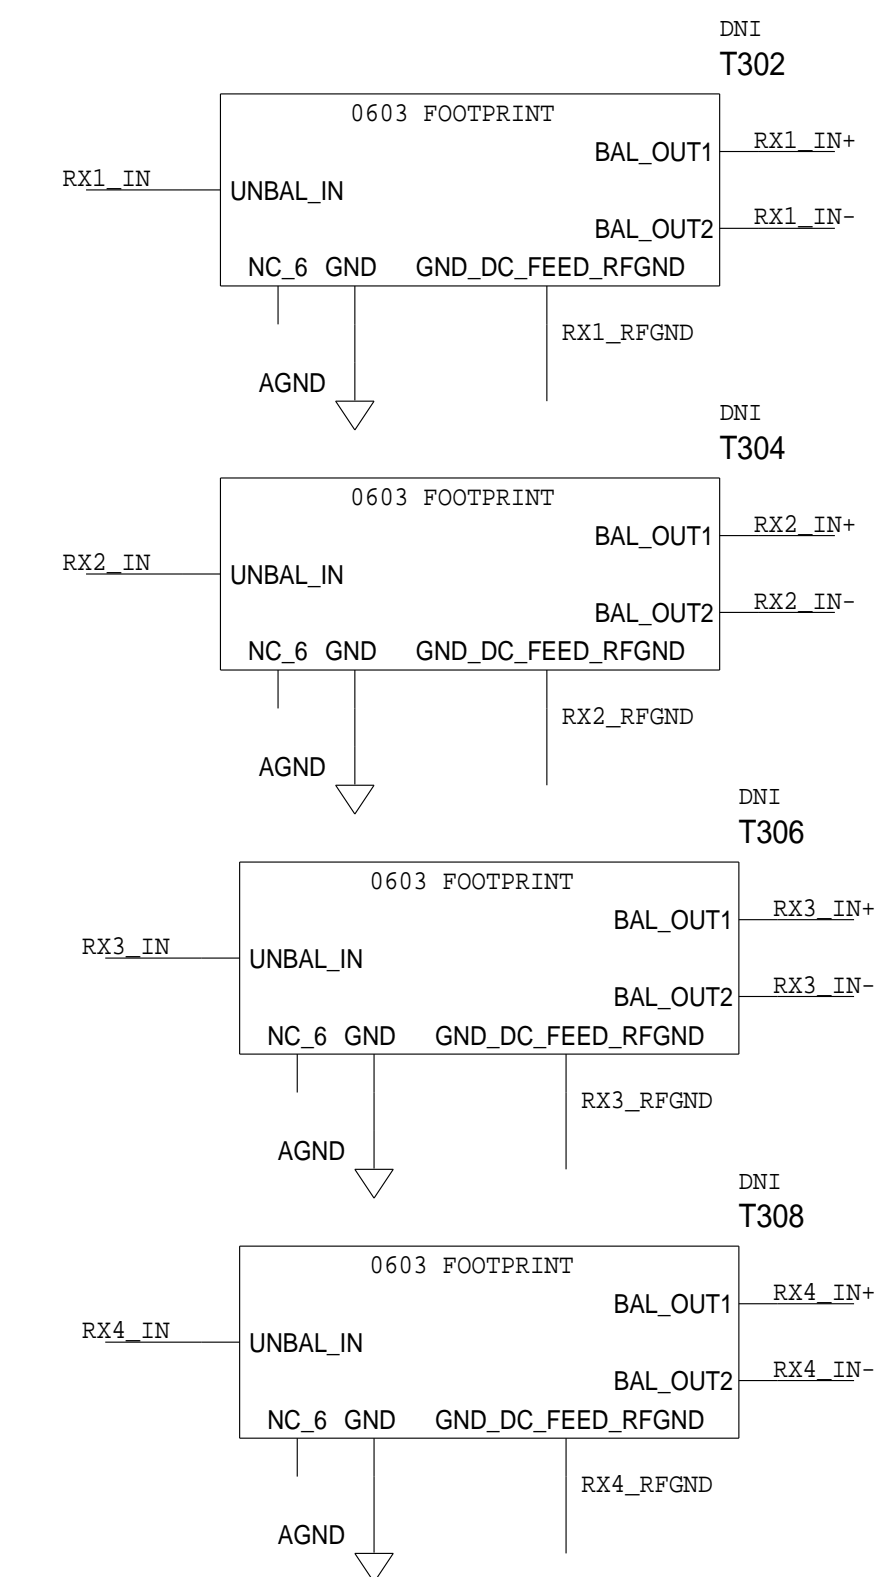 DNI
T302
0603 FOOTPRINT
BAL_OUT1
RX1_IN+
RX1_IN
UNBAL_IN
BAL_OUT2
RX1_IN-
NC_6 GND GND_DC_FEED_RFGND
RX1_RFGND
AGND
DNI
T304
0603 FOOTPRINT
BAL_OUT1
RX2_IN+
RX2_IN
UNBAL_IN
BAL_OUT2
RX2_IN-
NC_6 GND GND_DC_FEED_RFGND
RX2_RFGND
AGND
DNI
T306
0603 FOOTPRINT
BAL_OUT1
RX3_IN+
RX3_IN
UNBAL_IN
BAL_OUT2
RX3_IN-
NC_6 GND GND_DC_FEED_RFGND
RX3_RFGND
AGND
DNI
T308
0603 FOOTPRINT
BAL_OUT1
RX4_IN+
RX4_IN
UNBAL_IN
BAL_OUT2
RX4_IN-
NC_6 GND GND_DC_FEED_RFGND
RX4_RFGND
AGND